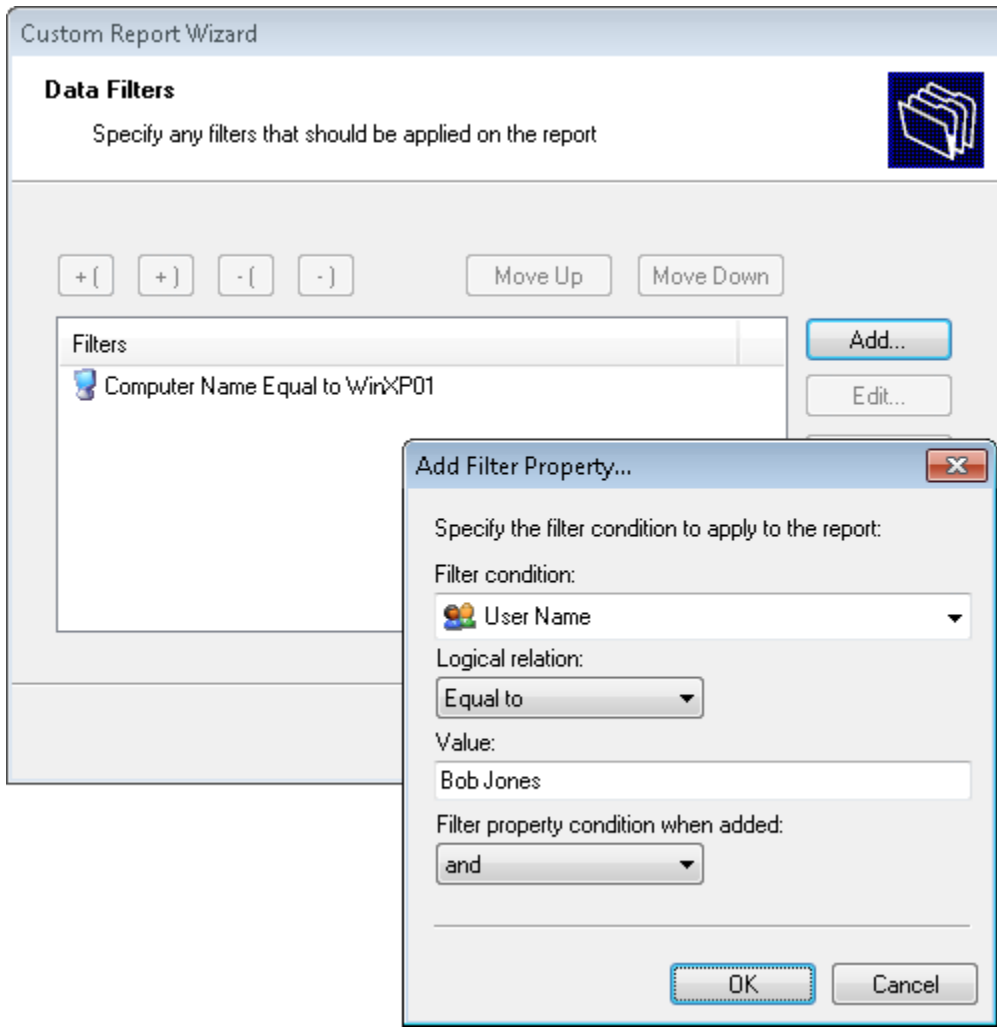 Custom Report Wizard
Data Filters
Specify any filters that should be applied on the report
+ (
+ )
- (
- )
Move Up
Move Down
Filters
Add...
Computer Name Equal to WinXP01
Edit...
Add Filter Property...
Specify the filter condition to apply to the report:
Filter condition:
User Name
Logical relation:
Equal to
Value:
Bob Jones
Filter property condition when added:
and
OK
Cancel